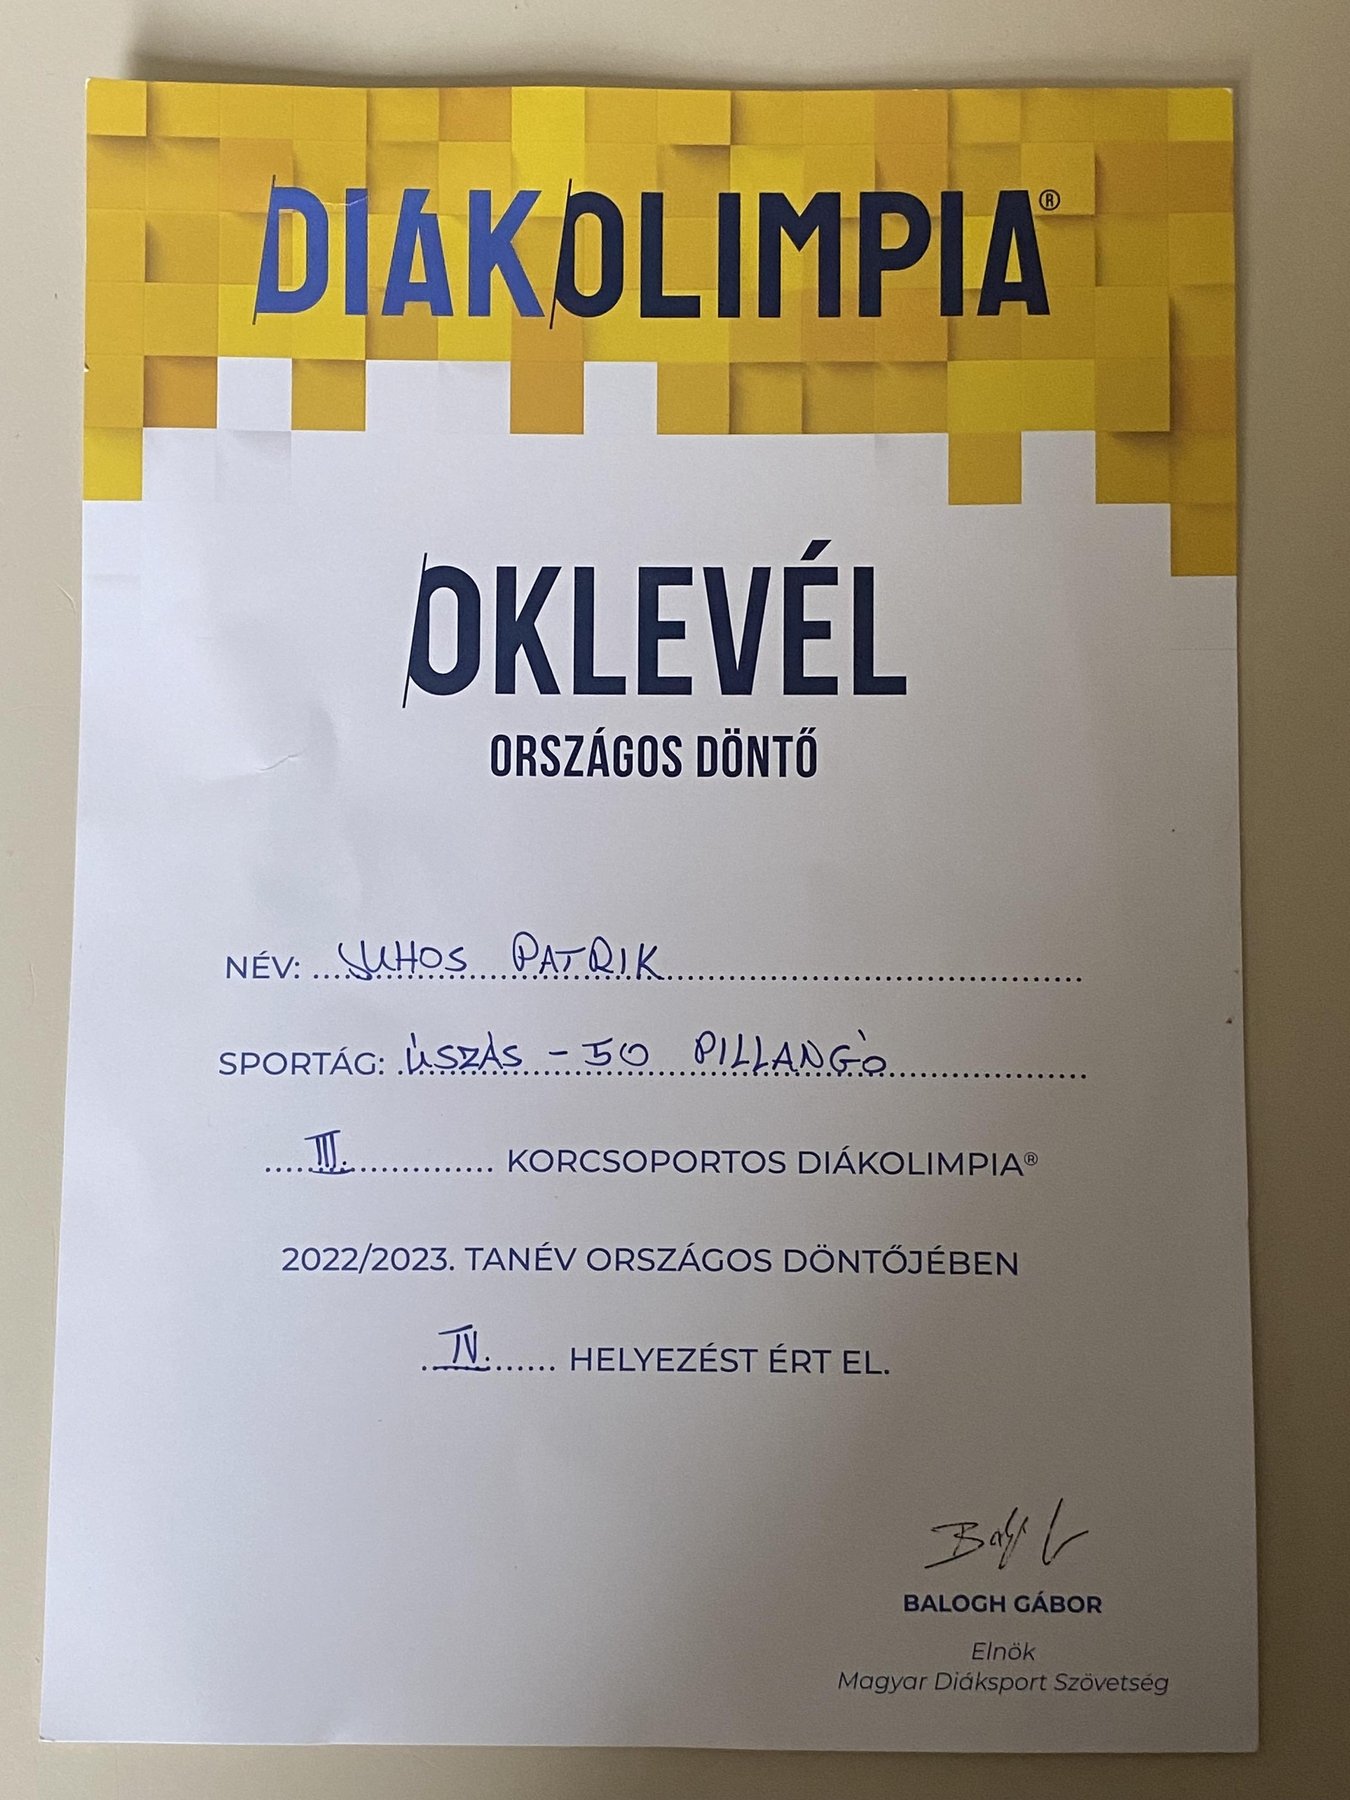 DIÁKOLIMPIA®
OKLEVÉL
ORSZÁGOS DÖNTŐ
NÉV: JUHOS PATRIK
SPORTÁG: ÚSZÁS - 50 PILLANGÓ
III. KORCSOPORTOS DIÁKOLIMPIA®
2022/2023. TANÉV ORSZÁGOS DÖNTŐJÉBEN
IV. HELYEZÉST ÉRT EL.
BALOGH GÁBOR
Elnök
Magyar Diáksport Szövetség